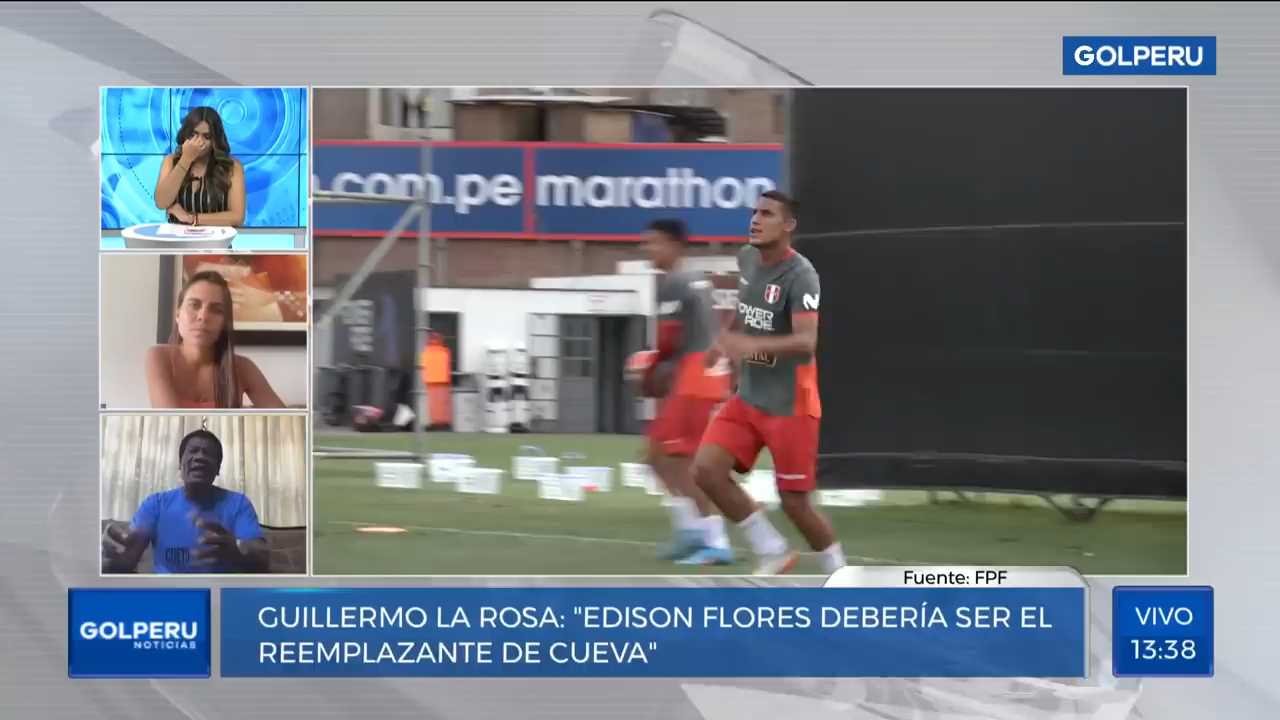 GOLPERU
.com.pe marathon
POWER
Fuente: FPF
GOLPERU
NOTICIAS
GUILLERMO LA ROSA: "EDISON FLORES DEBERÍA SER EL
REEMPLAZANTE DE CUEVA"
VIVO
13:38